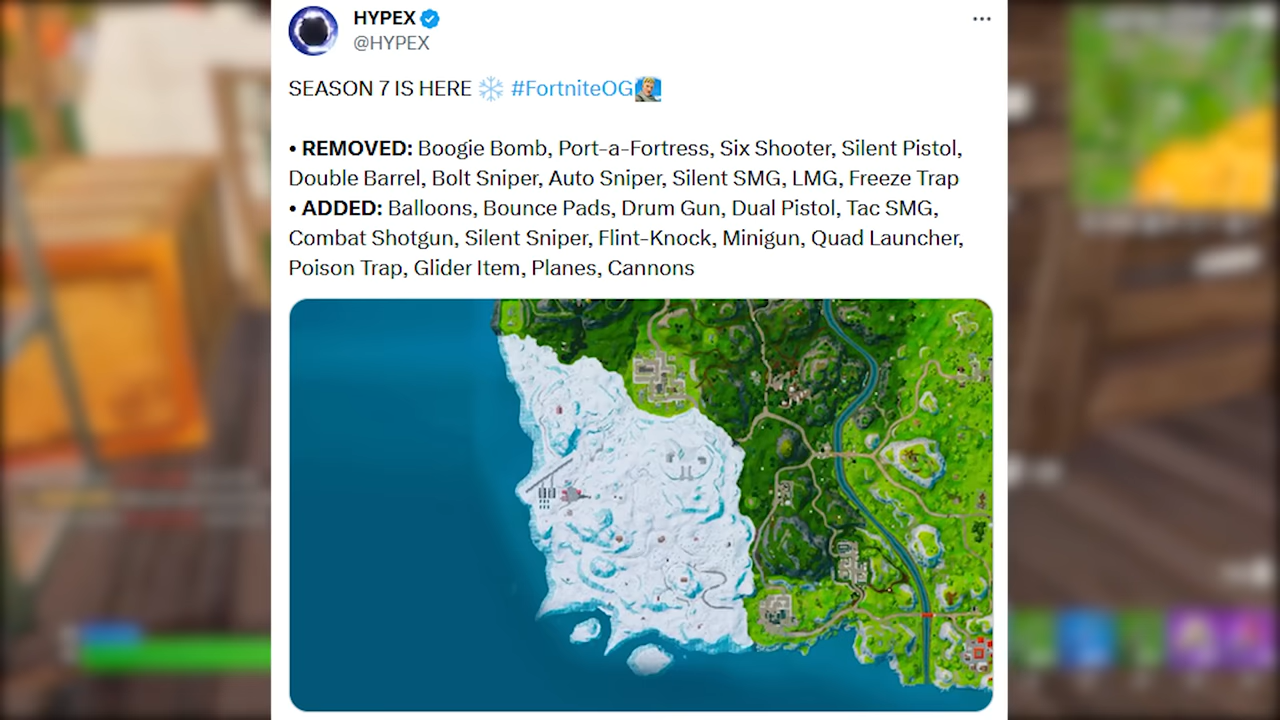 HYPEX
@HYPEX
SEASON 7 IS HERE ❄️ #FortniteOG
• REMOVED: Boogie Bomb, Port-a-Fortress, Six Shooter, Silent Pistol,
Double Barrel, Bolt Sniper, Auto Sniper, Silent SMG, LMG, Freeze Trap
• ADDED: Balloons, Bounce Pads, Drum Gun, Dual Pistol, Tac SMG,
Combat Shotgun, Silent Sniper, Flint-Knock, Minigun, Quad Launcher,
Poison Trap, Glider Item, Planes, Cannons